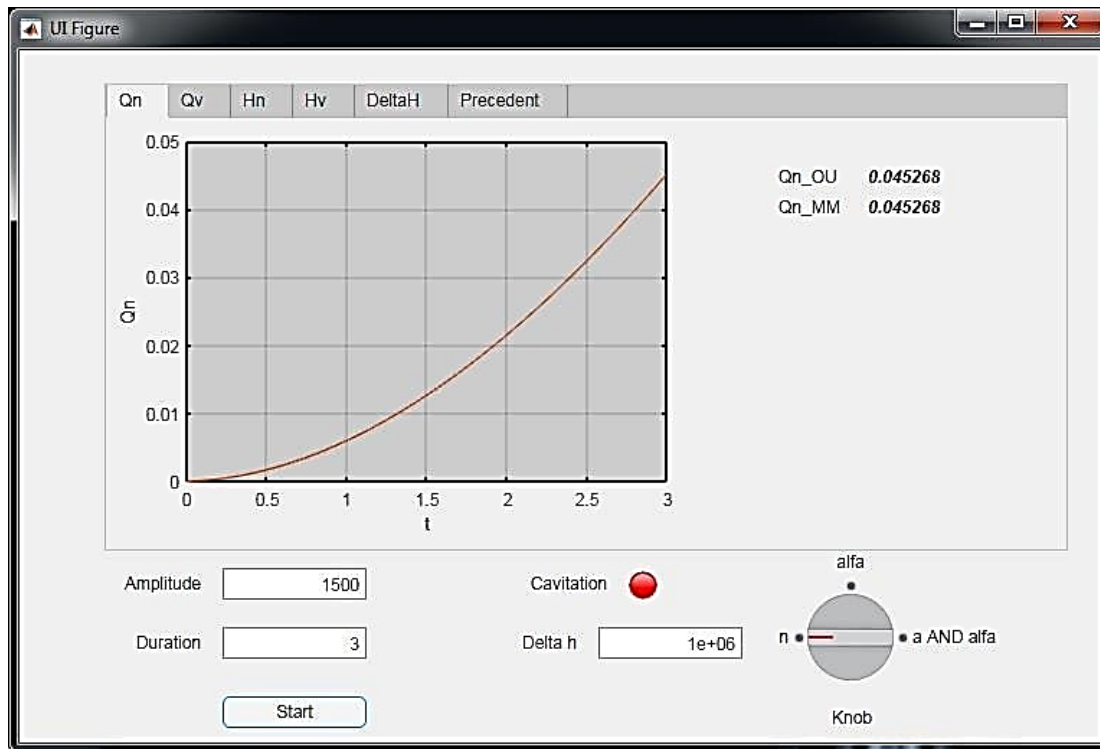 UI Figure
Qn Qv Hn Hv DeltaH Precedent
0.05
0.04
0.03
0.02
0.01
0
Qn
0 0.5 1 1.5 2 2.5 3
t
Qn_OU 0.045268
Qn_MM 0.045268
Amplitude 1500
Duration 3
Start
Cavitation
Delta h 1e+06
alfa
n a AND alfa
Knob